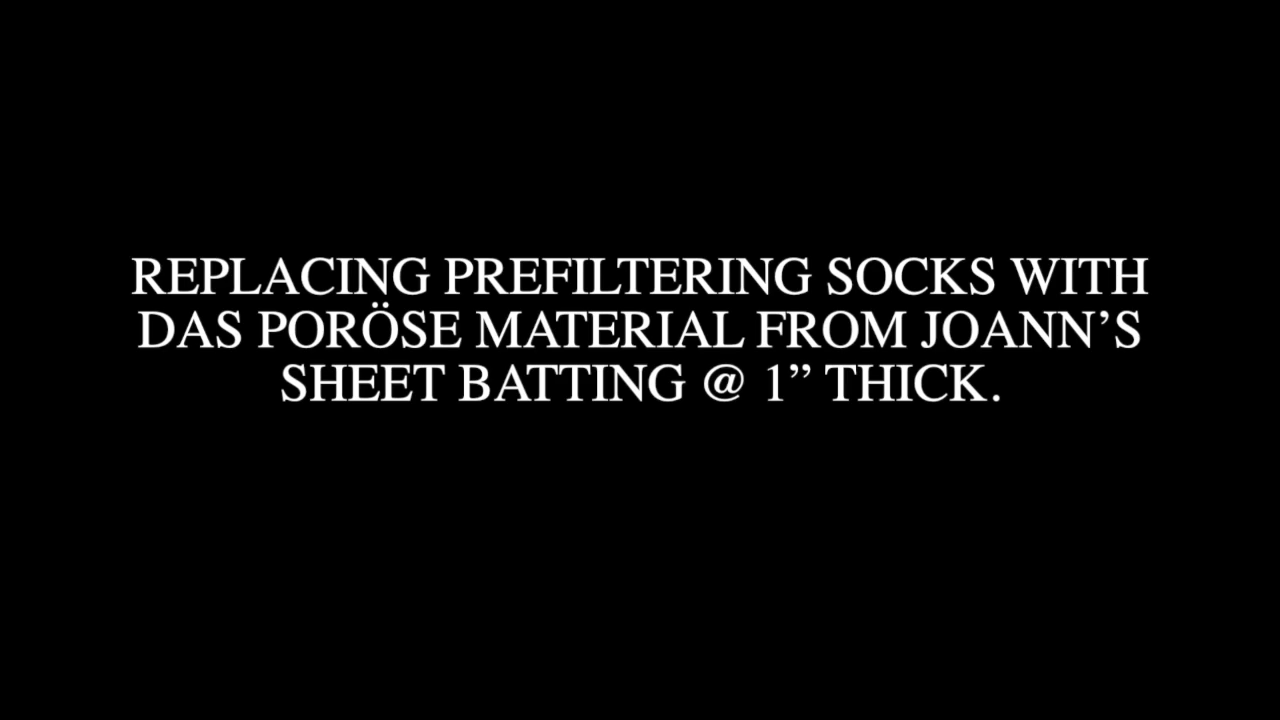 REPLACING PREFILTERING SOCKS WITH
DAS PORÖSE MATERIAL FROM JOANN’S
SHEET BATTING @ 1” THICK.